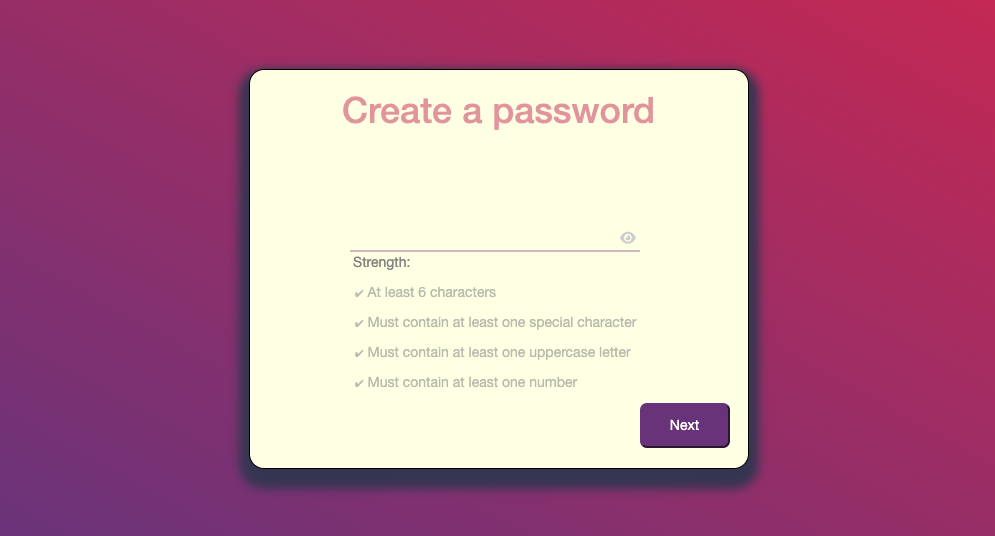 Create a password
Strength:
✔ At least 6 characters
✔ Must contain at least one special character
✔ Must contain at least one uppercase letter
✔ Must contain at least one number
Next